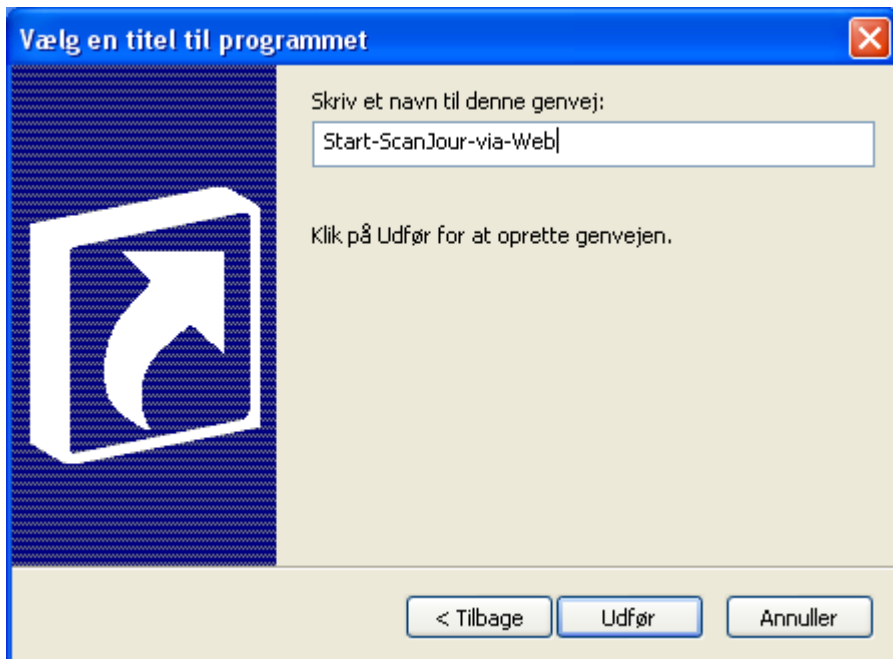 Vælg en titel til programmet
Skriv et navn til denne genvej:
Start-ScanJour-via-Web
Klik på Udfør for at oprette genvejen.
< Tilbage
Udfør
Annuller